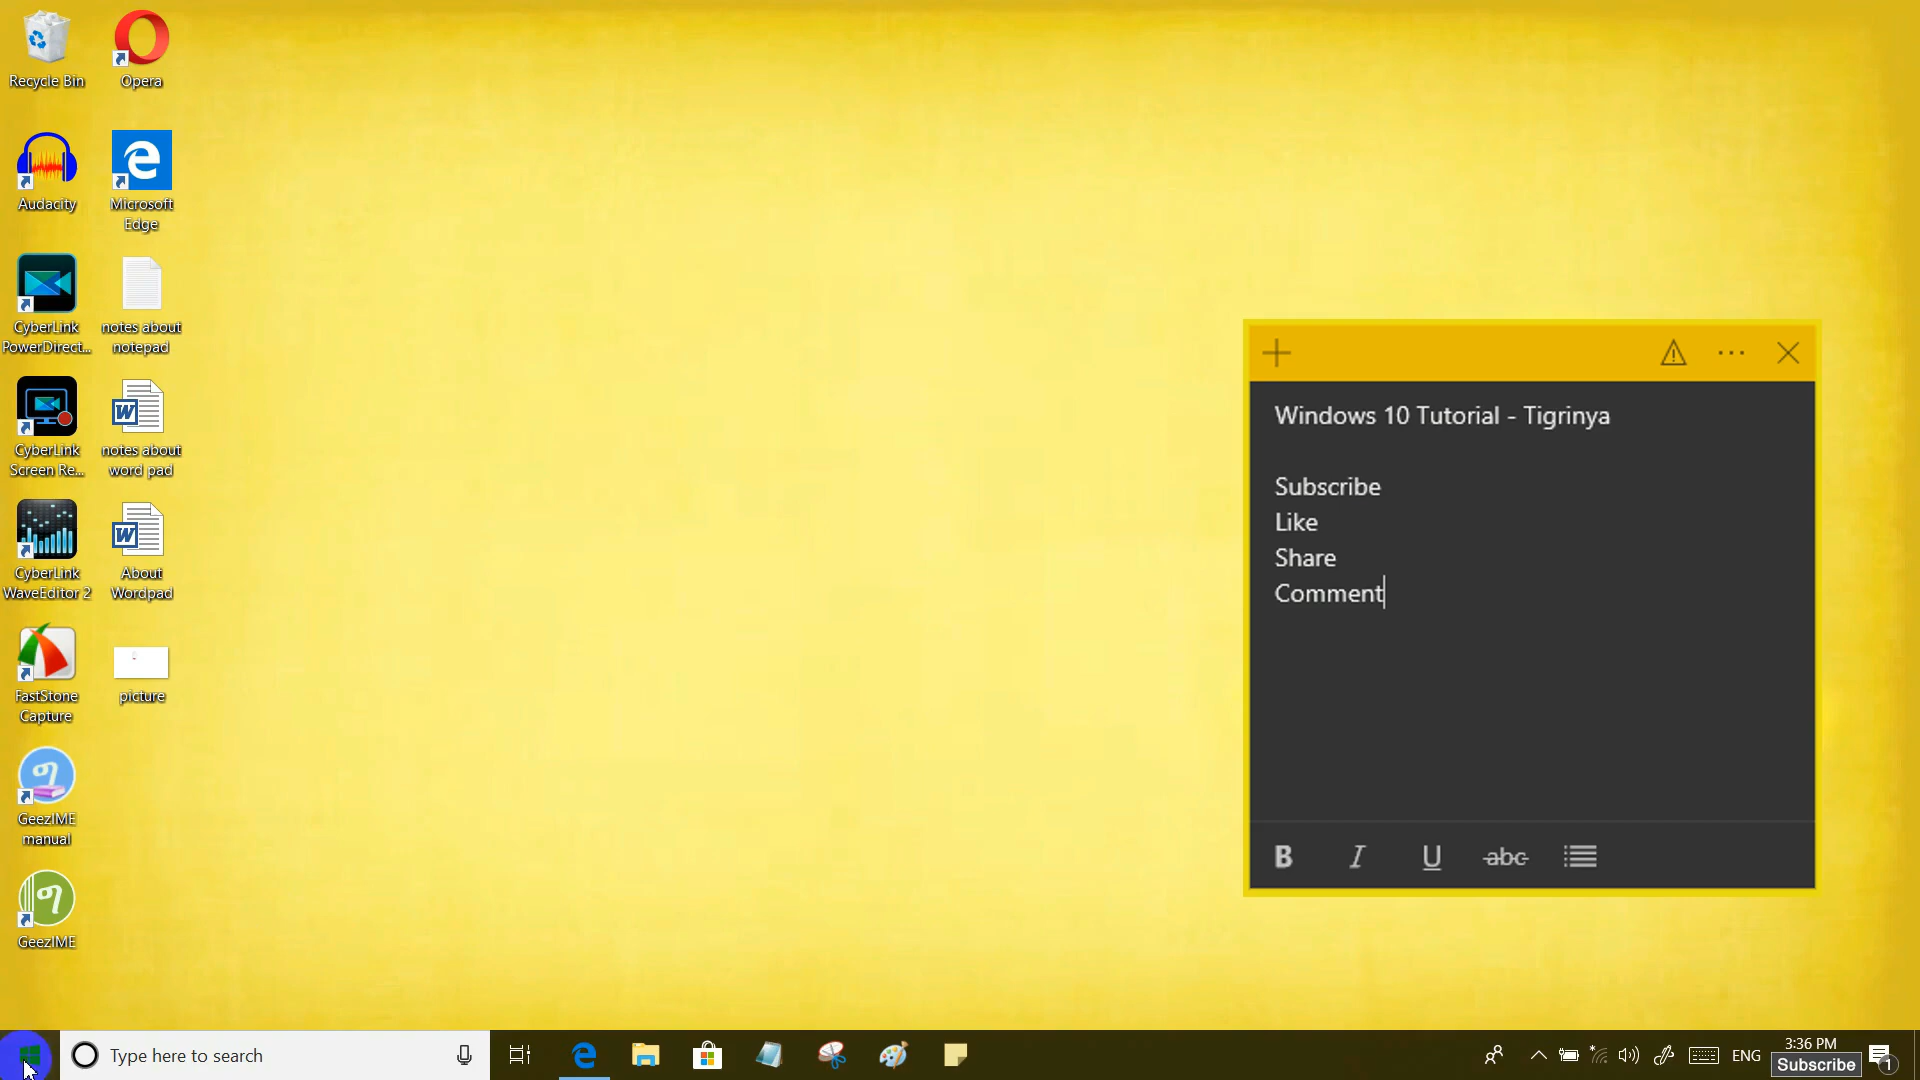 Recycle Bin
Opera
Audacity
Microsoft
Edge
CyberLink
PowerDirect...
notes about
notepad
CyberLink
Screen Re...
notes about
word pad
CyberLink
WaveEditor 2
About
Wordpad
FastStone
Capture
picture
GeezIME
manual
GeezIME
Windows 10 Tutorial - Tigrinya
Subscribe
Like
Share
Comment
B I U abc
Type here to search
ENG
3:36 PM
Subscribe
1